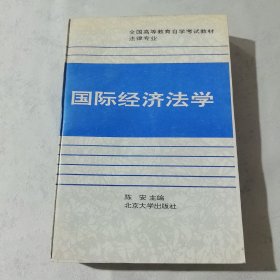 全国高等教育自学考试教材
法律专业
国际经济法学
陈 安 主编
北京大学出版社